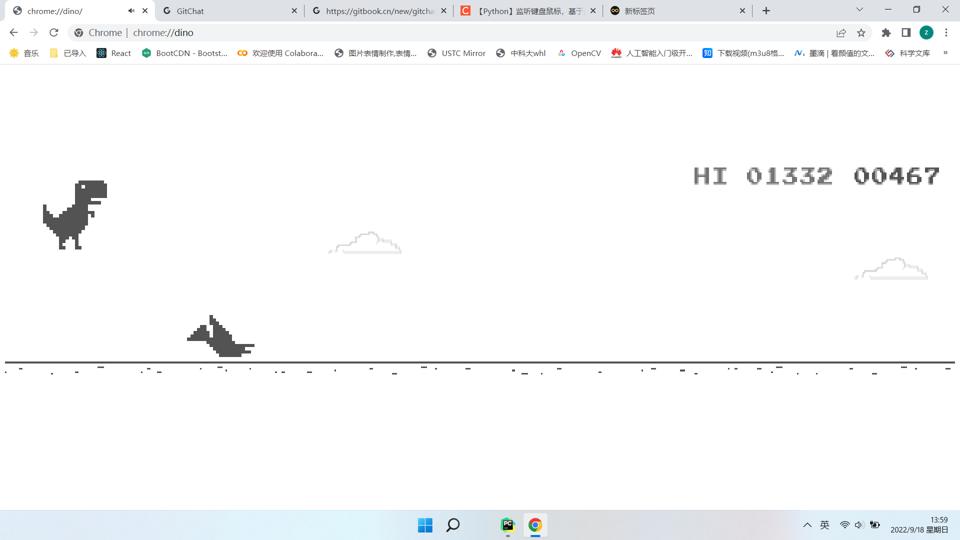 chrome://dino/
GitChat
https://gitbook.cn/new/gitcha
【Python】监听键盘鼠标，基于
新标签页
Chrome | chrome://dino
音乐
已导入
React
BootCDN - Bootst...
欢迎使用 Colabora...
图片表情制作,表情...
USTC Mirror
中科大whl
OpenCV
人工智能入门极开...
下载视频(m3u8格...
墨滴 | 看颜值的文...
科学文库
»
HI 01332 00467
英
13:59
2022/9/18 星期日